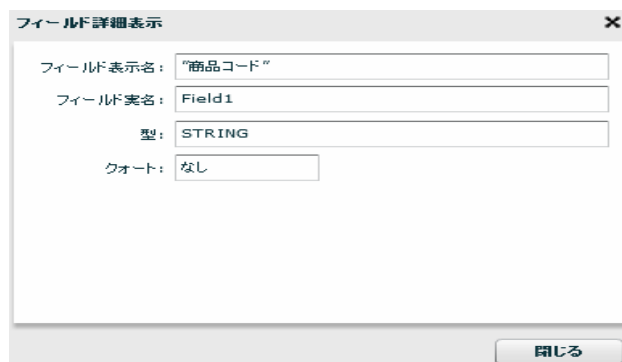 フィールド詳細表示
フィールド表示名: "商品コード"
フィールド実名: Field1
型: STRING
クォート: なし
閉じる